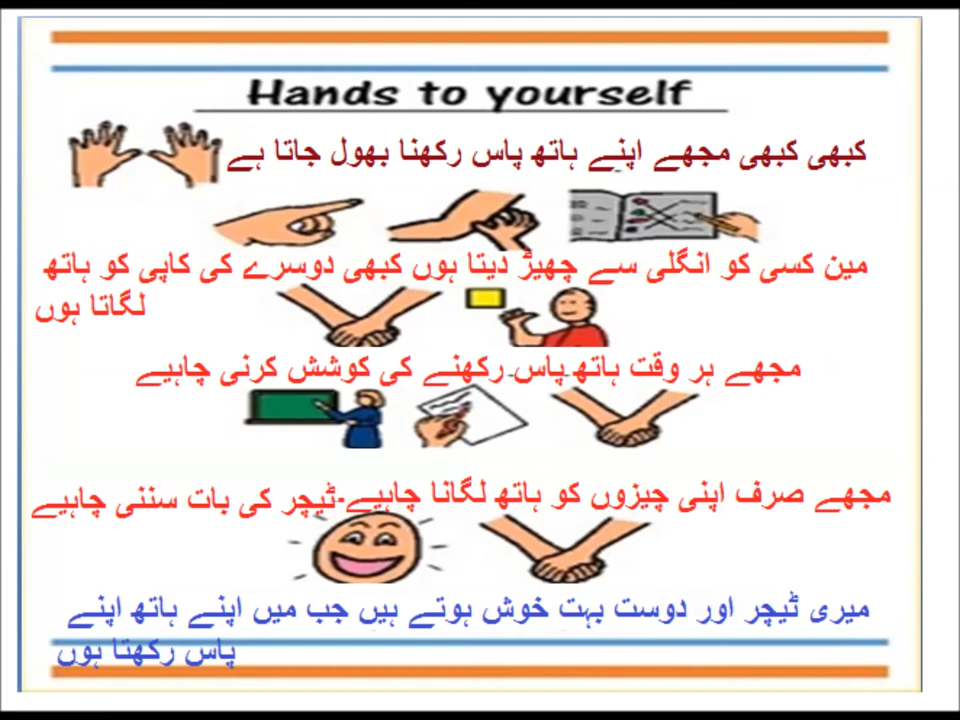 Hands to yourself
کبھی کبھی مجھے اپنے ہاتھ پاس رکھنا بھول جاتا ہے
مین کسی کو انگلی سے چھیڑ دیتا ہوں کبھی دوسرے کی کاپی کو ہاتھ
لگاتا ہوں
مجھے ہر وقت ہاتھ پاس رکھنے کی کوشش کرنی چاہیے
مجھے صرف اپنی چیزوں کو ہاتھ لگانا چاہیے۔ٹیچر کی بات سننی چاہیے
میری ٹیچر اور دوست بہت خوش ہوتے ہیں جب میں اپنے ہاتھ اپنے
پاس رکھتا ہوں